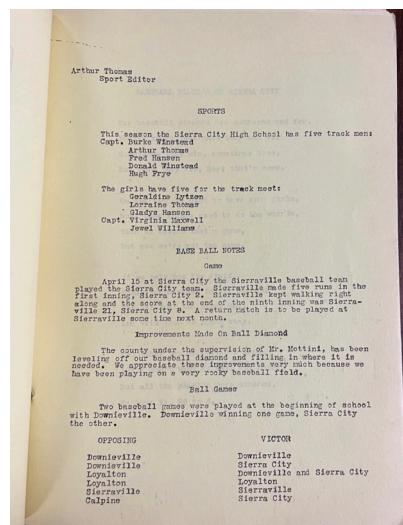 Arthur Thomas
Sport Editor
SPORTS
This season the Sierra City High School has five track men:
Capt. Burke Winstead
Arthur Thomas
Fred Hansen
Donald Winstead
Hugh Frye
The girls have five for the track meet:
Geraldine Lytzen
Lorraine Thomas
Gladys Hansen
Capt. Virginia Maxwell
Jewel Williams
BASE BALL NOTES
Game
April 15 at Sierra City the Sierraville baseball team
played the Sierra City team. Sierraville made five runs in the
first inning, Sierra City 2. Sierraville kept walking right
along and the score at the end of the ninth inning was Sierra-
ville 21, Sierra City 8. A return match is to be played at
Sierraville some time next month.
Improvements Made On Ball Diamond
The county under the supervision of Mr. Mottini, has been
leveling off our baseball diamond and filling in where it is
needed. We appreciate these improvements very much because we
have been playing on a very rocky baseball field.
Ball Games
Two baseball games were played at the beginning of school
with Downieville. Downieville winning one game, Sierra City
the other.
OPPOSING VICTOR
Downieville Downieville
Downieville Sierra City
Loyalton Downieville and Sierra City
Loyalton Loyalton
Sierraville Sierraville
Calpine Sierra City